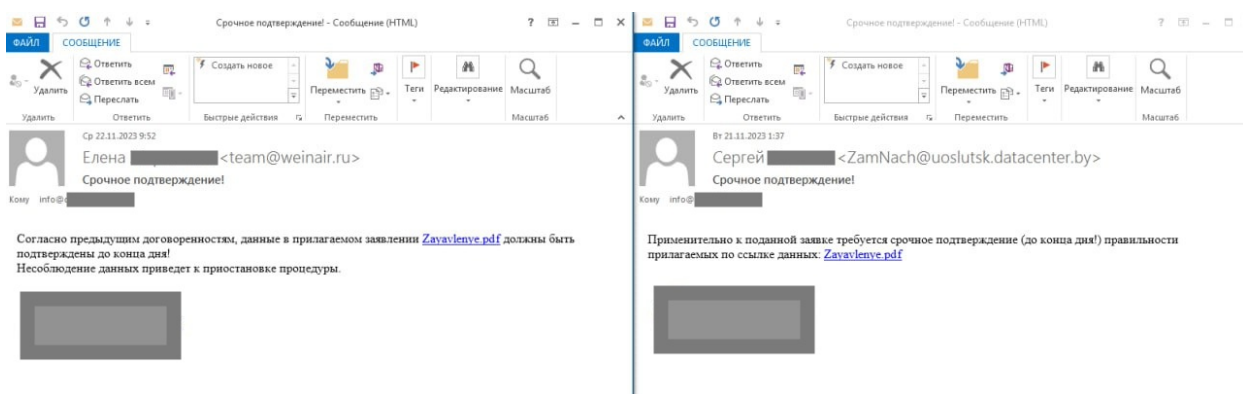 Срочное подтверждение! - Сообщение (HTML)
ФАЙЛ СООБЩЕНИЕ
Удалить
Ответить
Ответить всем
Переслать
Создать новое
Переместить
Теги
Редактирование
Масштаб
Удалить Ответить Быстрые действия Переместить Масштаб
Ср 22.11.2023 9:52
Елена <team@weinair.ru>
Срочное подтверждение!
Кому info@
Согласно предыдущим договоренностям, данные в прилагаемом заявлении Zayavlenye.pdf должны быть
подтверждены до конца дня!
Несоблюдение данных приведет к приостановке процедуры.
Срочное подтверждение! - Сообщение (HTML)
ФАЙЛ СООБЩЕНИЕ
Удалить
Ответить
Ответить всем
Переслать
Создать новое
Переместить
Теги
Редактирование
Масштаб
Удалить Ответить Быстрые действия Переместить Масштаб
Вт 21.11.2023 1:37
Сергей <ZamNach@uoslutsk.datacenter.by>
Срочное подтверждение!
Кому info@
Применительно к поданной заявке требуется срочное подтверждение (до конца дня!) правильности
прилагаемых по ссылке данных: Zayavlenye.pdf